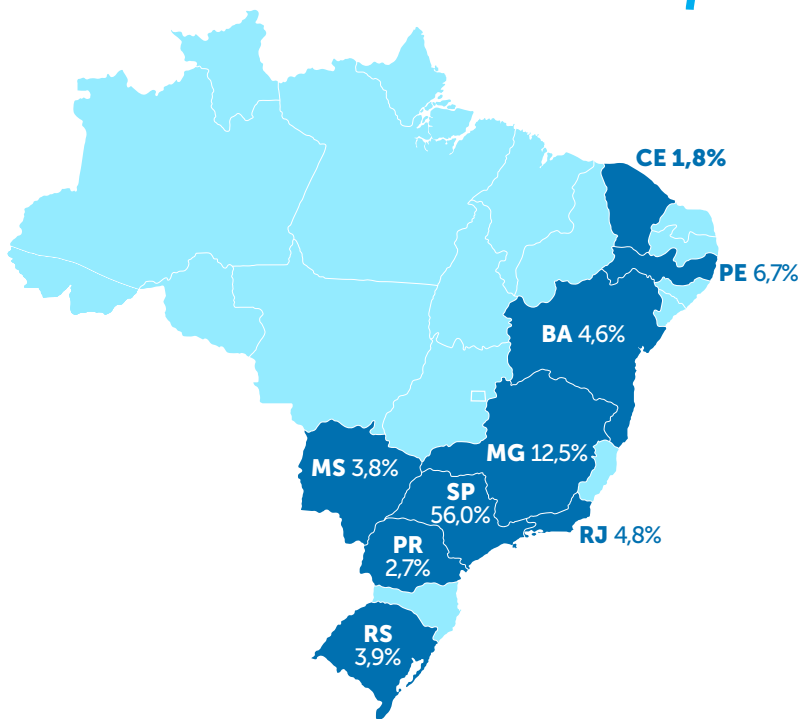 CE 1,8%
PE 6,7%
BA 4,6%
MG 12,5%
MS 3,8%
SP
56,0%
RJ 4,8%
PR
2,7%
RS
3,9%